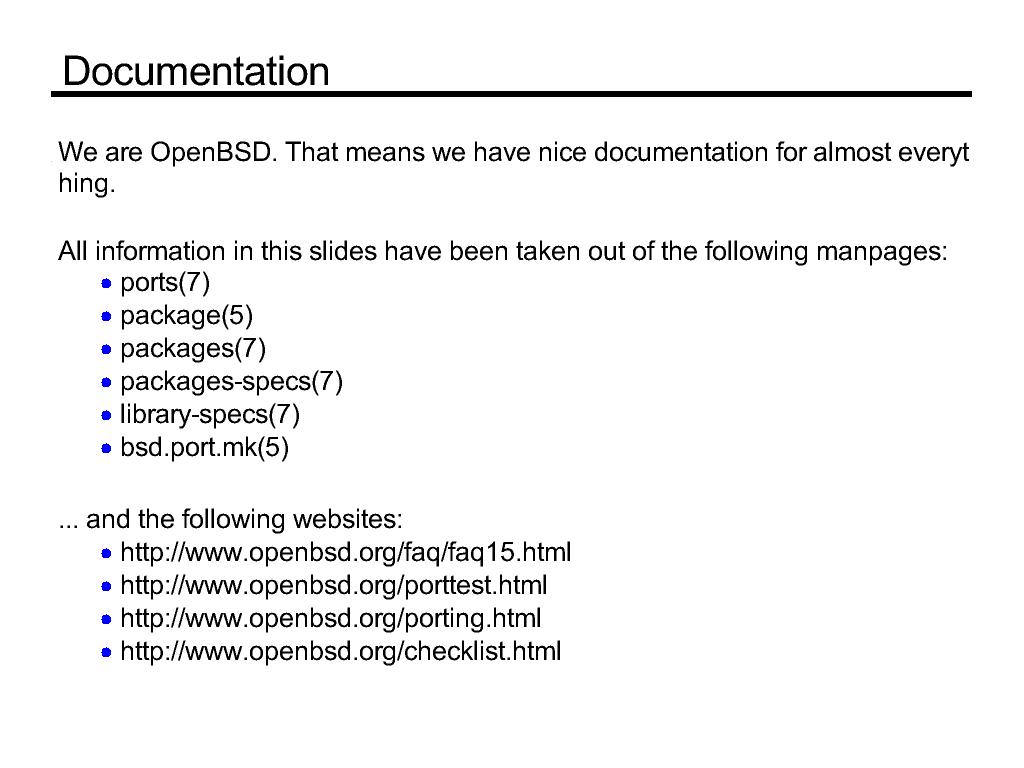 Documentation
We are OpenBSD. That means we have nice documentation for almost everyt
hing.
All information in this slides have been taken out of the following manpages:
• ports(7)
• package(5)
• packages(7)
• packages-specs(7)
• library-specs(7)
• bsd.port.mk(5)
... and the following websites:
• http://www.openbsd.org/faq/faq15.html
• http://www.openbsd.org/porttest.html
• http://www.openbsd.org/porting.html
• http://www.openbsd.org/checklist.html